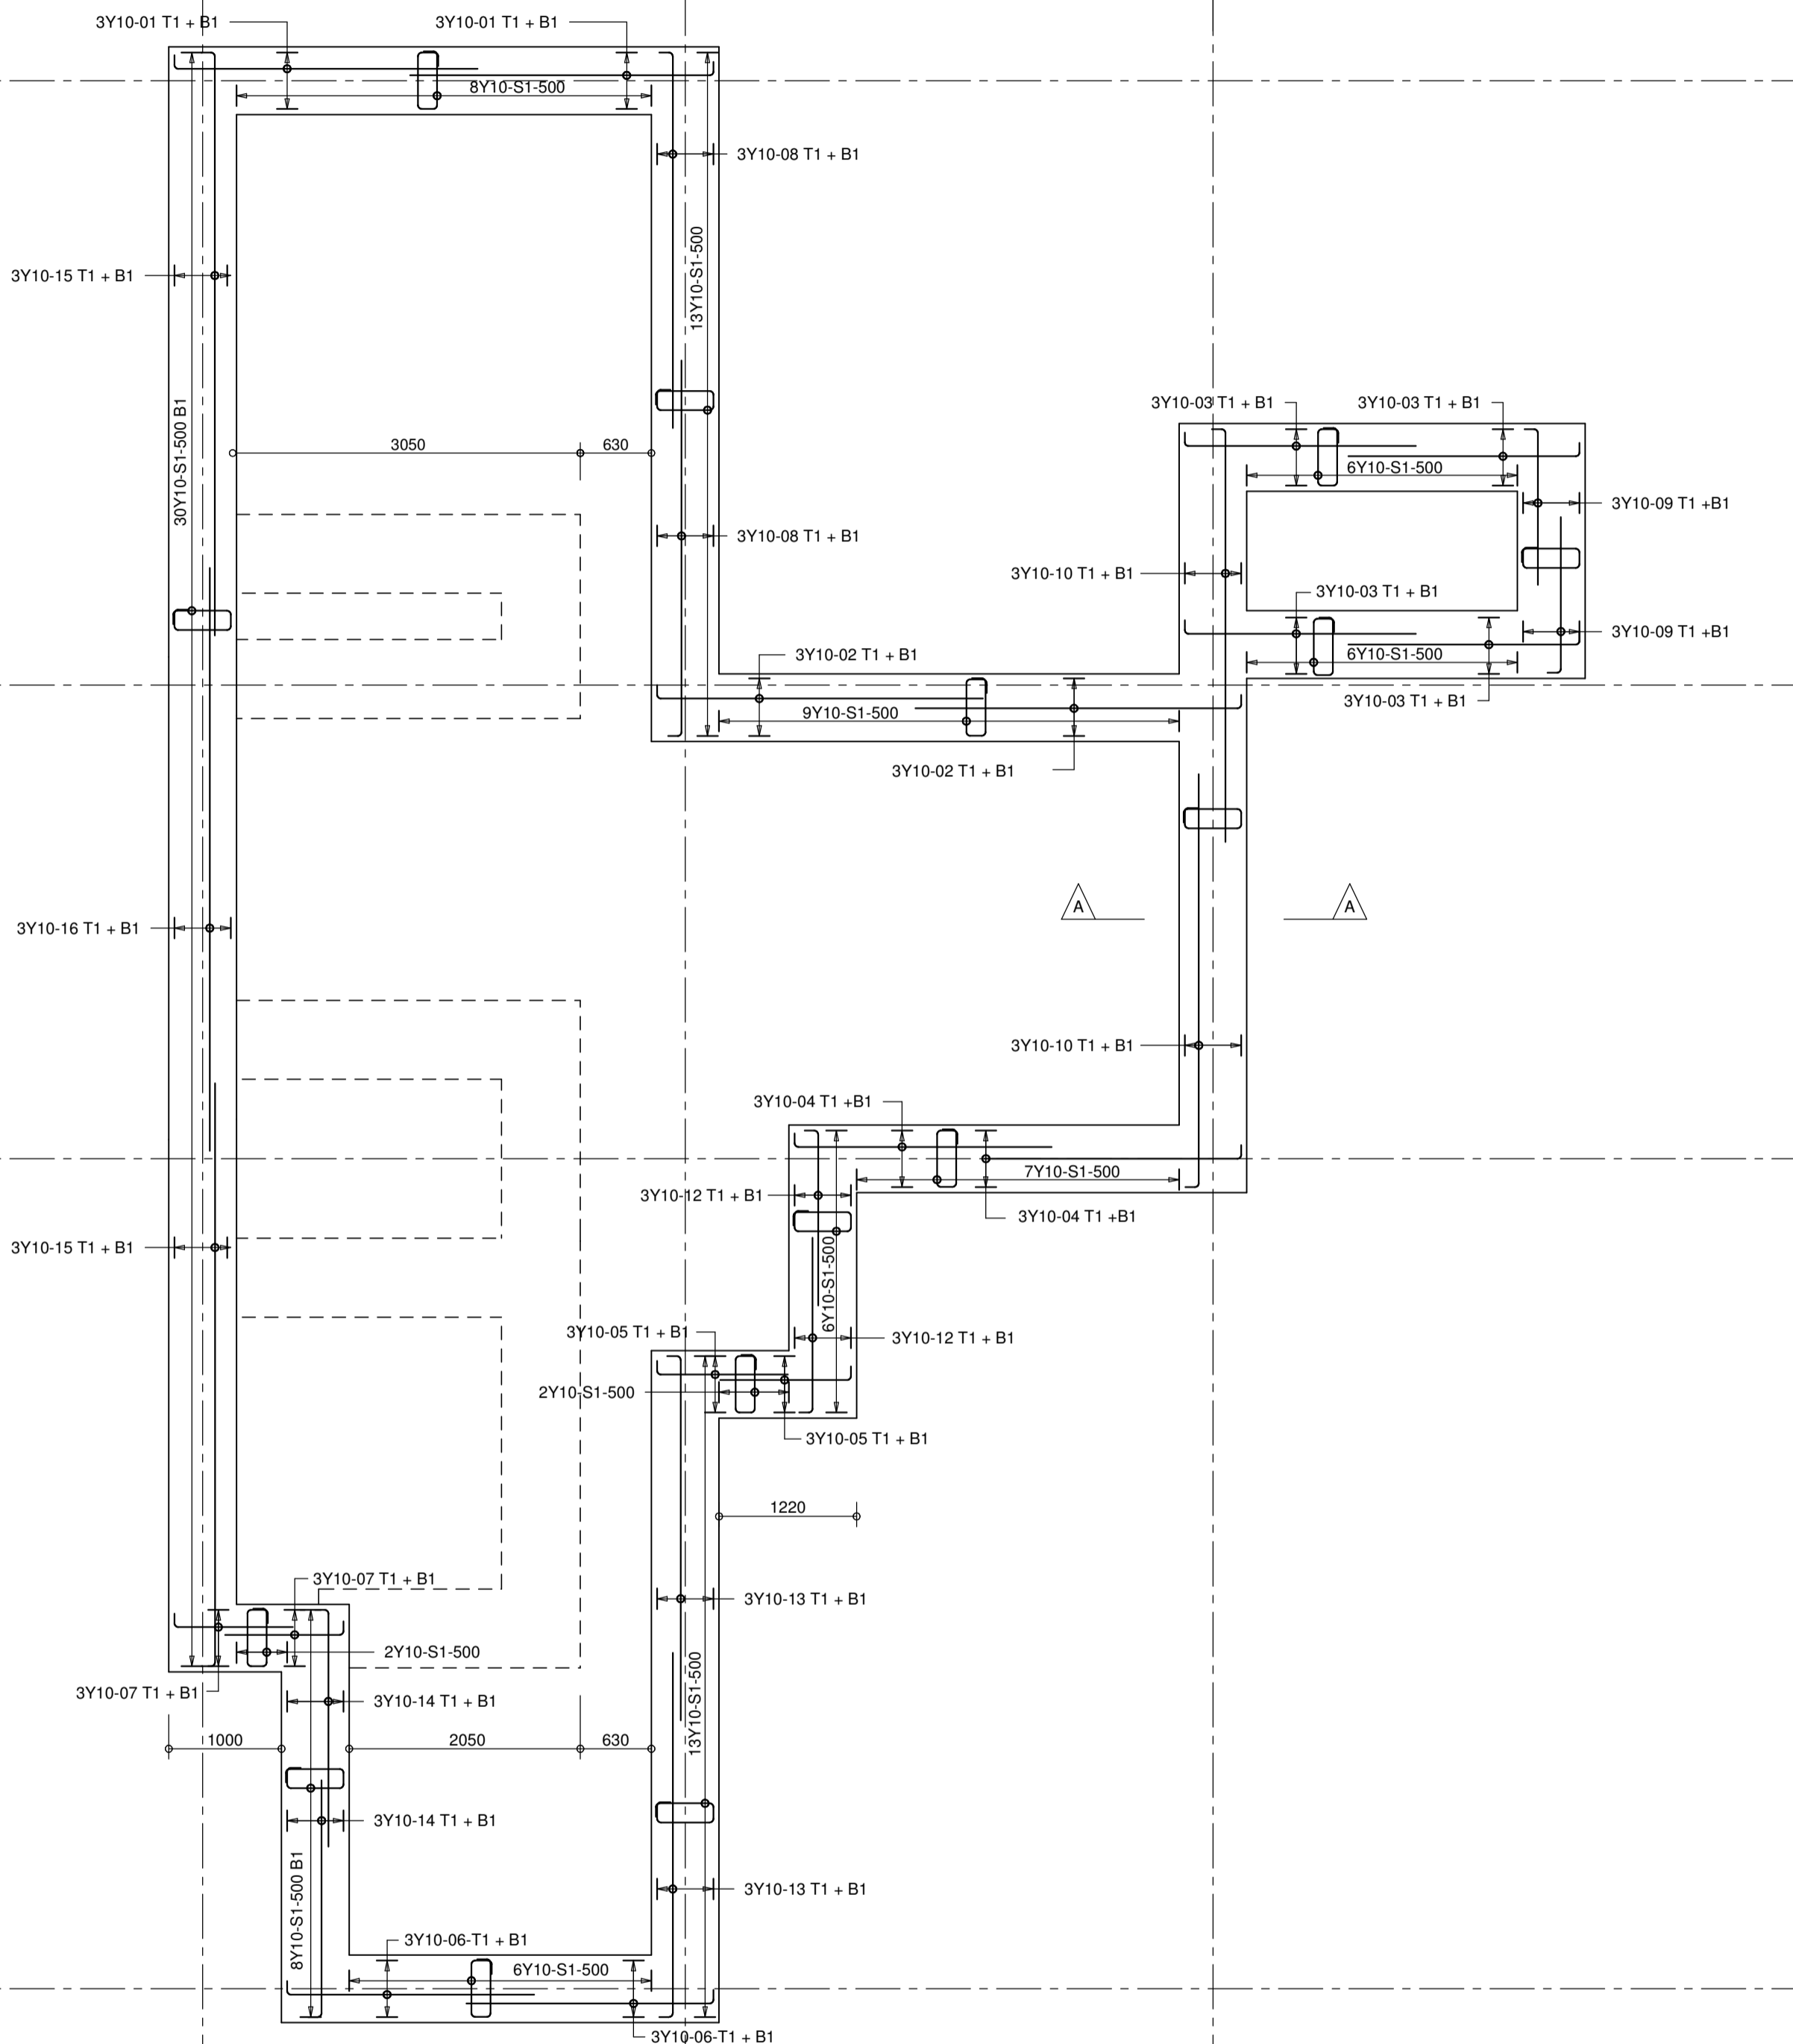 3Y10-01 T1 + B1
3Y10-01 T1 + B1
8Y10-S1-500
3Y10-08 T1 + B1
13Y10-S1-500
3Y10-15 T1 + B1
30Y10-S1-500 B1
3050
630
3Y10-03 T1 + B1
3Y10-03 T1 + B1
6Y10-S1-500
3Y10-09 T1 +B1
3Y10-08 T1 + B1
3Y10-10 T1 + B1
3Y10-03 T1 + B1
3Y10-09 T1 +B1
3Y10-02 T1 + B1
6Y10-S1-500
3Y10-03 T1 + B1
9Y10-S1-500
3Y10-02 T1 + B1
A
A
3Y10-16 T1 + B1
3Y10-10 T1 + B1
3Y10-04 T1 +B1
7Y10-S1-500
3Y10-12 T1 + B1
3Y10-04 T1 +B1
3Y10-15 T1 + B1
6Y10-S1-500
3Y10-05 T1 + B1
3Y10-12 T1 + B1
2Y10-S1-500
3Y10-05 T1 + B1
1220
3Y10-07 T1 + B1
3Y10-13 T1 + B1
2Y10-S1-500
3Y10-07 T1 + B1
3Y10-14 T1 + B1
13Y10-S1-500
1000
2050
630
3Y10-14 T1 + B1
8Y10-S1-500 B1
3Y10-13 T1 + B1
3Y10-06-T1 + B1
6Y10-S1-500
3Y10-06-T1 + B1